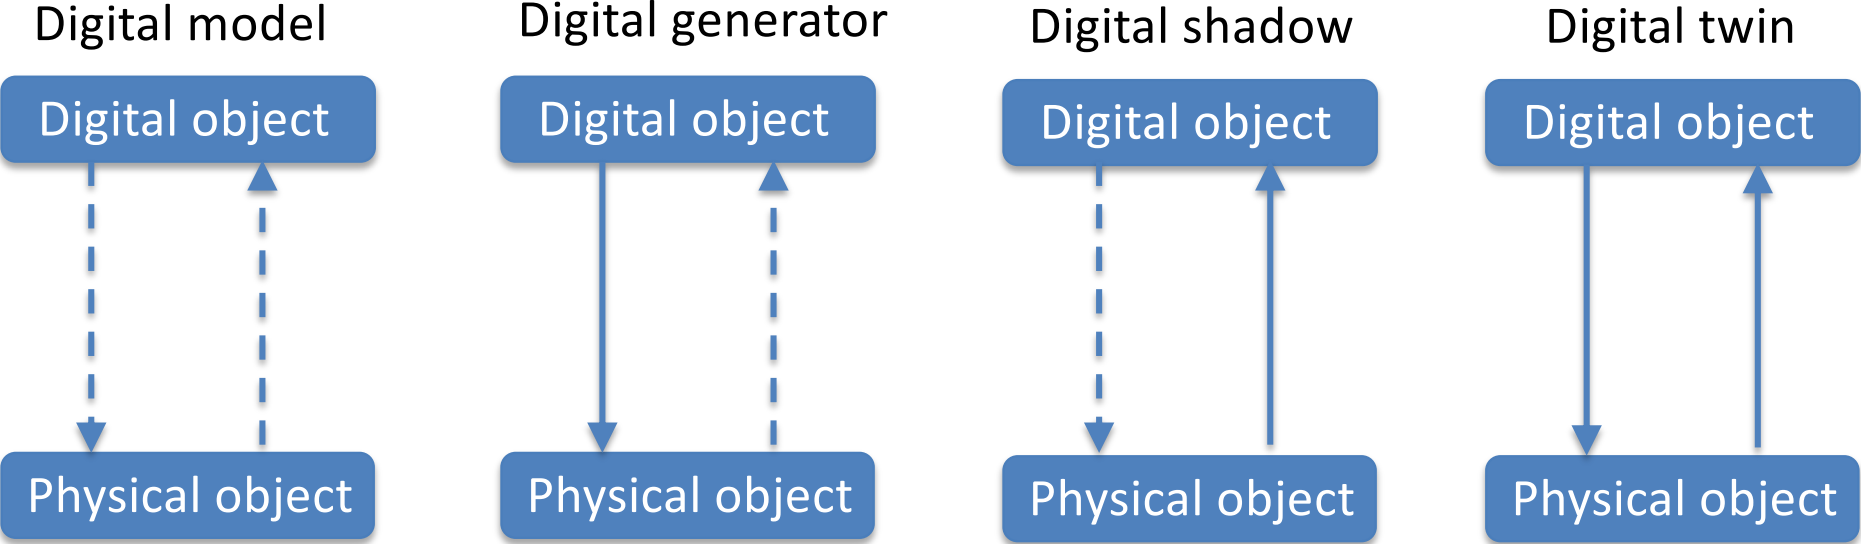 Digital model
Digital generator
Digital shadow
Digital twin
Digital object
Digital object
Digital object
Digital object
Physical object
Physical object
Physical object
Physical object